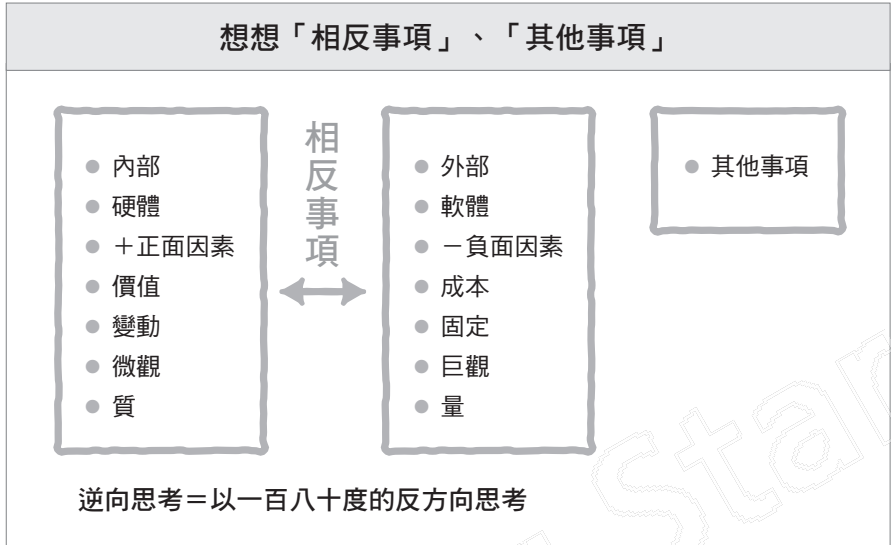 想想「相反事項」、「其他事項」
● 內部
● 硬體
● ＋正面因素
● 價值
● 變動
● 微觀
● 質
相反事項
● 外部
● 軟體
● －負面因素
● 成本
● 固定
● 巨觀
● 量
● 其他事項
逆向思考＝以一百八十度的反方向思考
Star